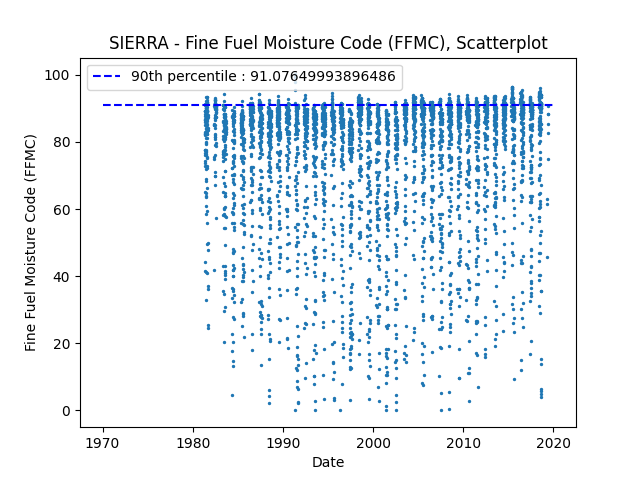 SIERRA - Fine Fuel Moisture Code (FFMC), Scatterplot
90th percentile : 91.07649993896486
Fine Fuel Moisture Code (FFMC)
100
80
60
40
20
0
1970 1980 1990 2000 2010 2020
Date